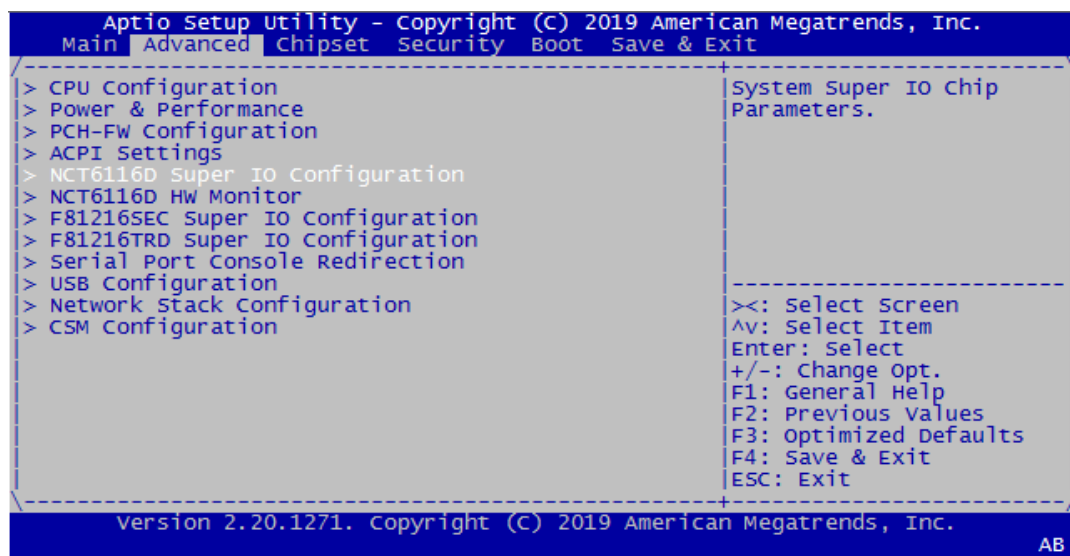 Aptio Setup Utility – Copyright (C) 2019 American Megatrends, Inc.
Main Advanced Chipset Security Boot Save & Exit
/----------------------------------------------------+-------------------------\
|> CPU Configuration |System Super IO Chip
|> Power & Performance |Parameters.
|> PCH-FW Configuration |
|> ACPI Settings |
|> NCT6116D Super IO Configuration |
|> NCT6116D HW Monitor |
|> F81216SEC Super IO Configuration |
|> F81216TRD Super IO Configuration |
|> Serial Port Console Redirection |
|> USB Configuration |-------------------------
|> Network Stack Configuration |><: Select Screen
|> CSM Configuration |^v: Select Item
| |Enter: Select
| |+/-: Change Opt.
| |F1: General Help
| |F2: Previous Values
| |F3: Optimized Defaults
| |F4: Save & Exit
| |ESC: Exit
\----------------------------------------------------+-------------------------/
Version 2.20.1271. Copyright (C) 2019 American Megatrends, Inc.
AB